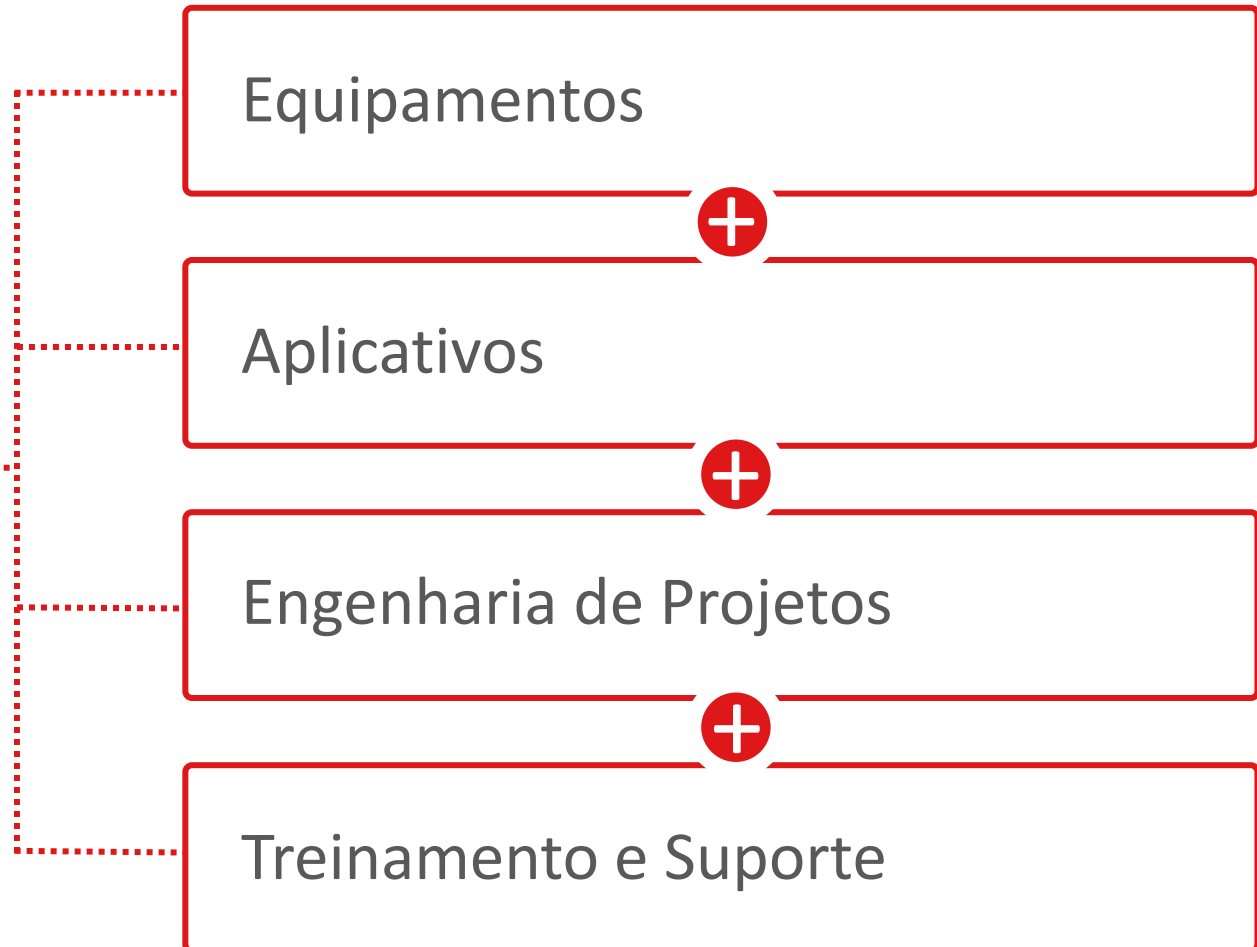 Equipamentos
Aplicativos
Engenharia de Projetos
Treinamento e Suporte